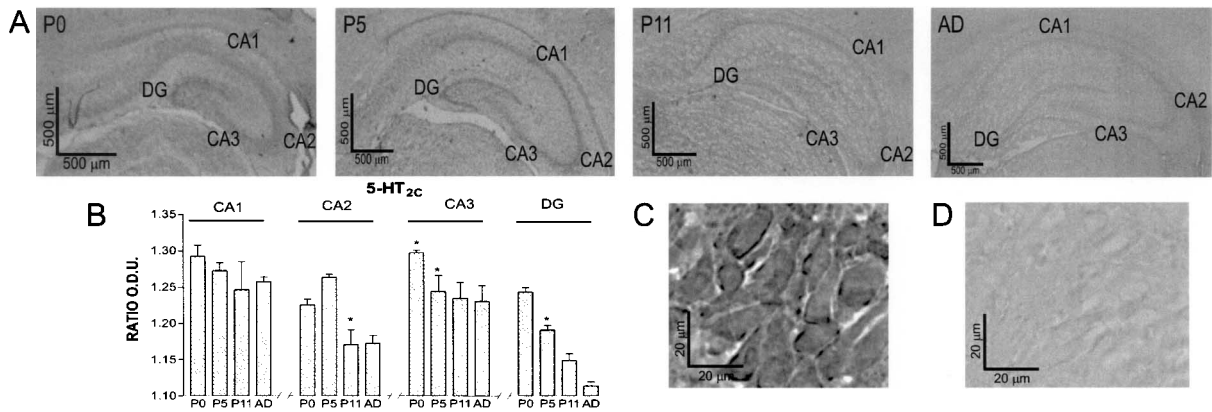 A
P0
CA1
DG
CA3
CA2
500 µm
500 µm
P5
CA1
DG
CA3
CA2
500 µm
500 µm
P11
CA1
DG
CA3
CA2
500 µm
500 µm
AD
CA1
CA2
CA3
DG
500 µm
500 µm
B
5-HT2C
CA1 CA2 CA3 DG
RATIO O.D.U.
1.35
1.30
1.25
1.20
1.15
1.10
* * * *
P0 P5 P11 AD P0 P5 P11 AD P0 P5 P11 AD P0 P5 P11 AD
C
20 µm
20 µm
D
20 µm
20 µm